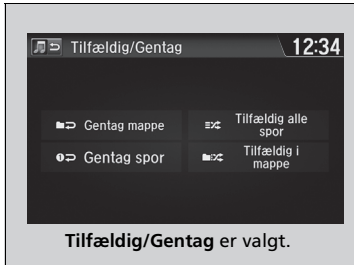 Tilfældig/Gentag
12:34
Gentag mappe
Tilfældig alle
spor
Gentag spor
Tilfældig i
mappe
Tilfældig/Gentag er valgt.